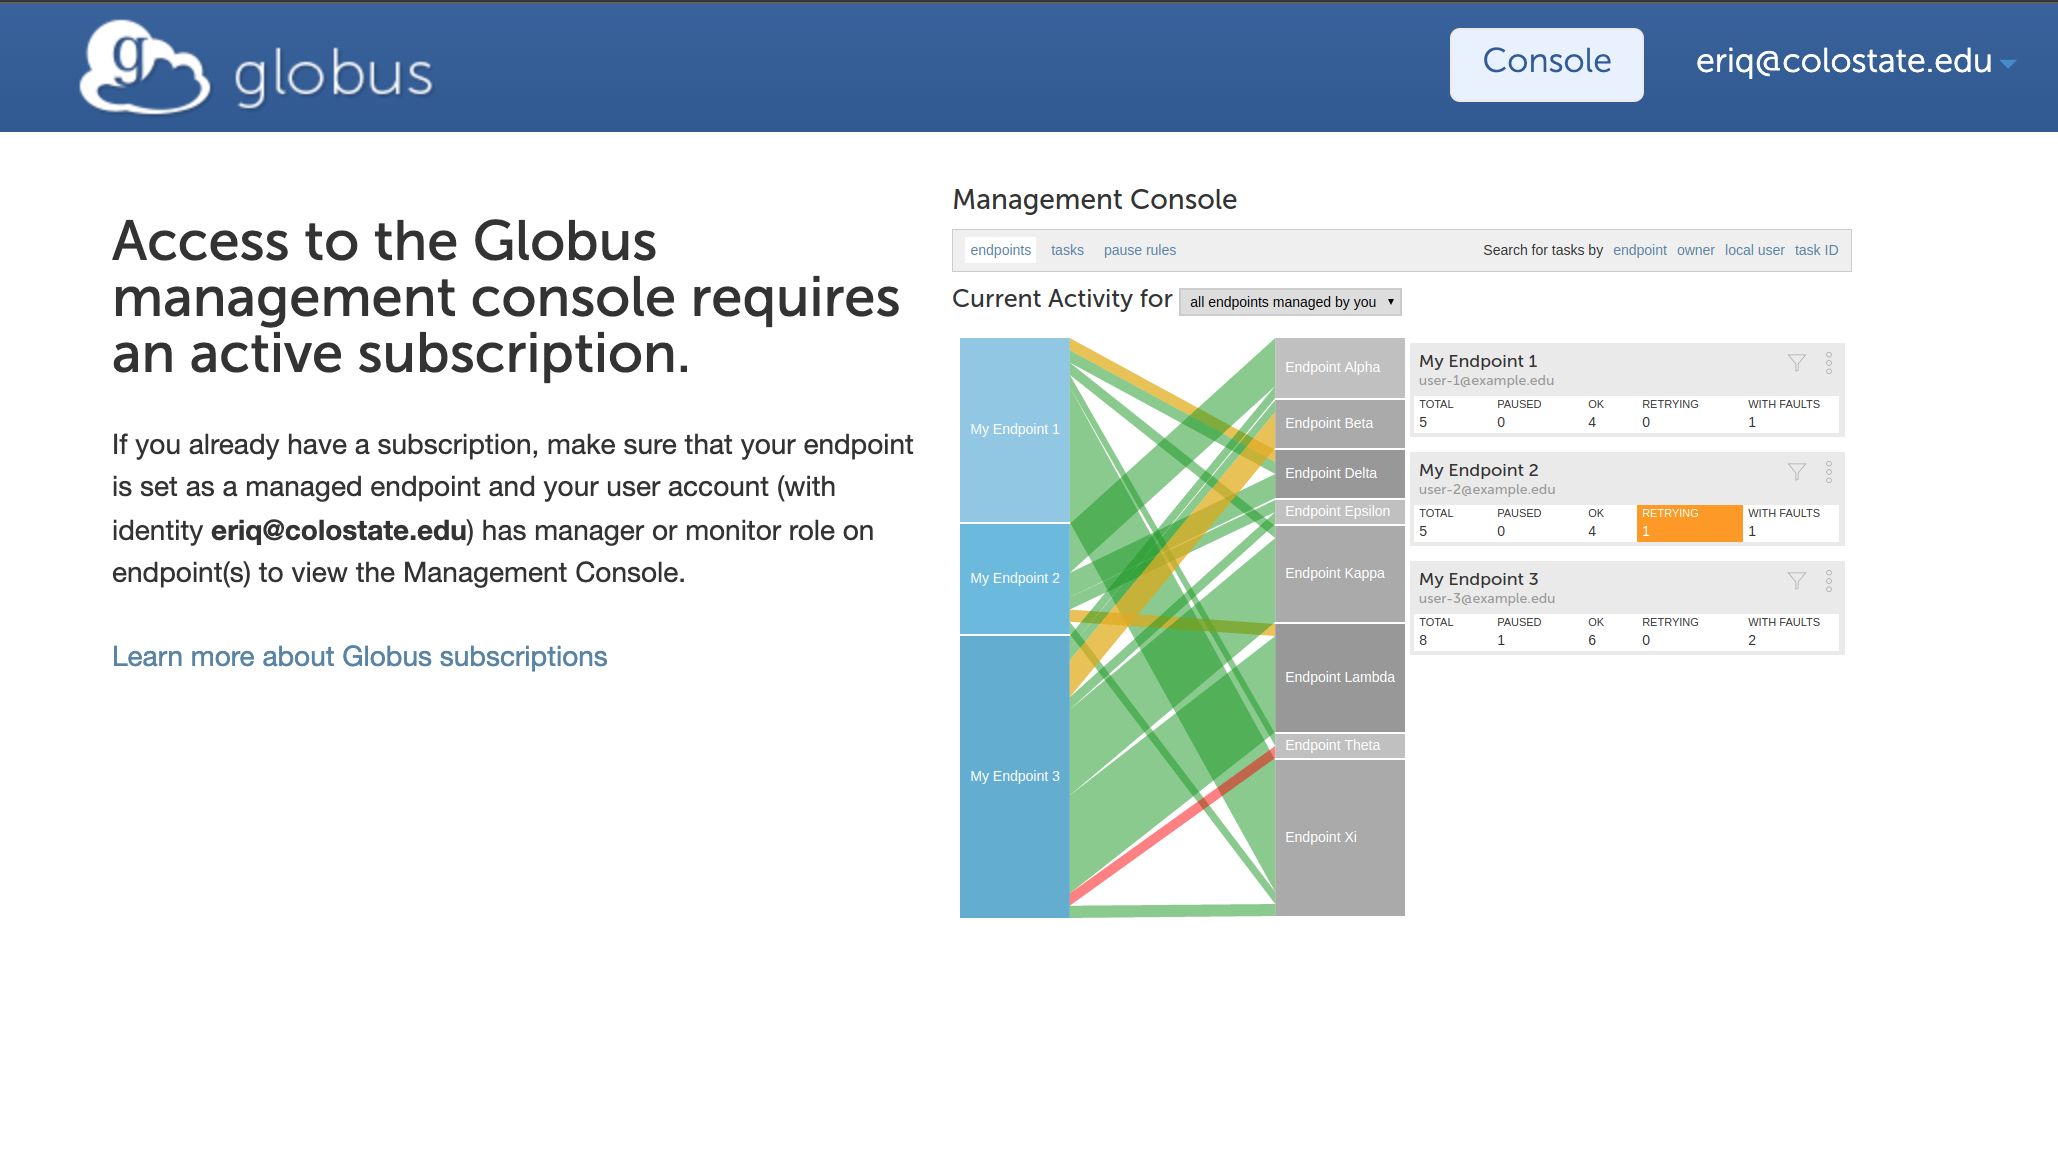 globus
Console
eriq@colostate.edu
Access to the Globus
management console requires
an active subscription.
If you already have a subscription, make sure that your endpoint
is set as a managed endpoint and your user account (with
identity eriq@colostate.edu) has manager or monitor role on
endpoint(s) to view the Management Console.
Learn more about Globus subscriptions
Management Console
endpoints tasks pause rules Search for tasks by endpoint owner local user task ID
Current Activity for all endpoints managed by you
My Endpoint 1
My Endpoint 2
My Endpoint 3
Endpoint Alpha
Endpoint Beta
Endpoint Delta
Endpoint Epsilon
Endpoint Kappa
Endpoint Lambda
Endpoint Theta
Endpoint Xi
My Endpoint 1
user-1@example.edu
TOTAL PAUSED OK RETRYING WITH FAULTS
5 0 4 0 1
My Endpoint 2
user-2@example.edu
TOTAL PAUSED OK RETRYING WITH FAULTS
5 0 4 1 1
My Endpoint 3
user-3@example.edu
TOTAL PAUSED OK RETRYING WITH FAULTS
8 1 6 0 2